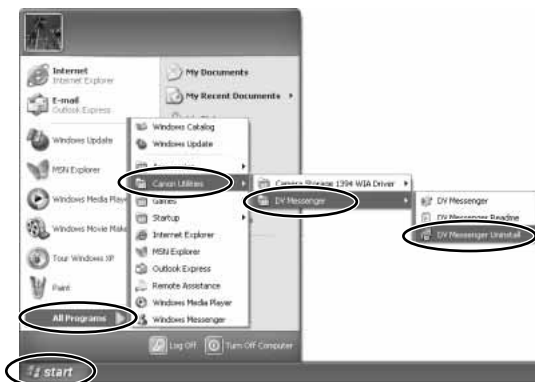 Internet
Internet Explorer
E-mail
Outlook Express
Windows Update
MSN Explorer
Windows Media Play
Windows Movie Make
Tour Windows XP
Paint
All Programs
start
My Documents
My Recent Documents
Windows Catalog
Windows Update
Canon Utilities
Games
Startup
Internet Explorer
MSN Explorer
Outlook Express
Remote Assistance
Windows Media Player
Windows Messenger
Camera Storage 1394 WIA Driver
DV Messenger
DV Messenger
DV Messenger Readme
DV Messenger Uninstall
Log Off
Turn Off Computer